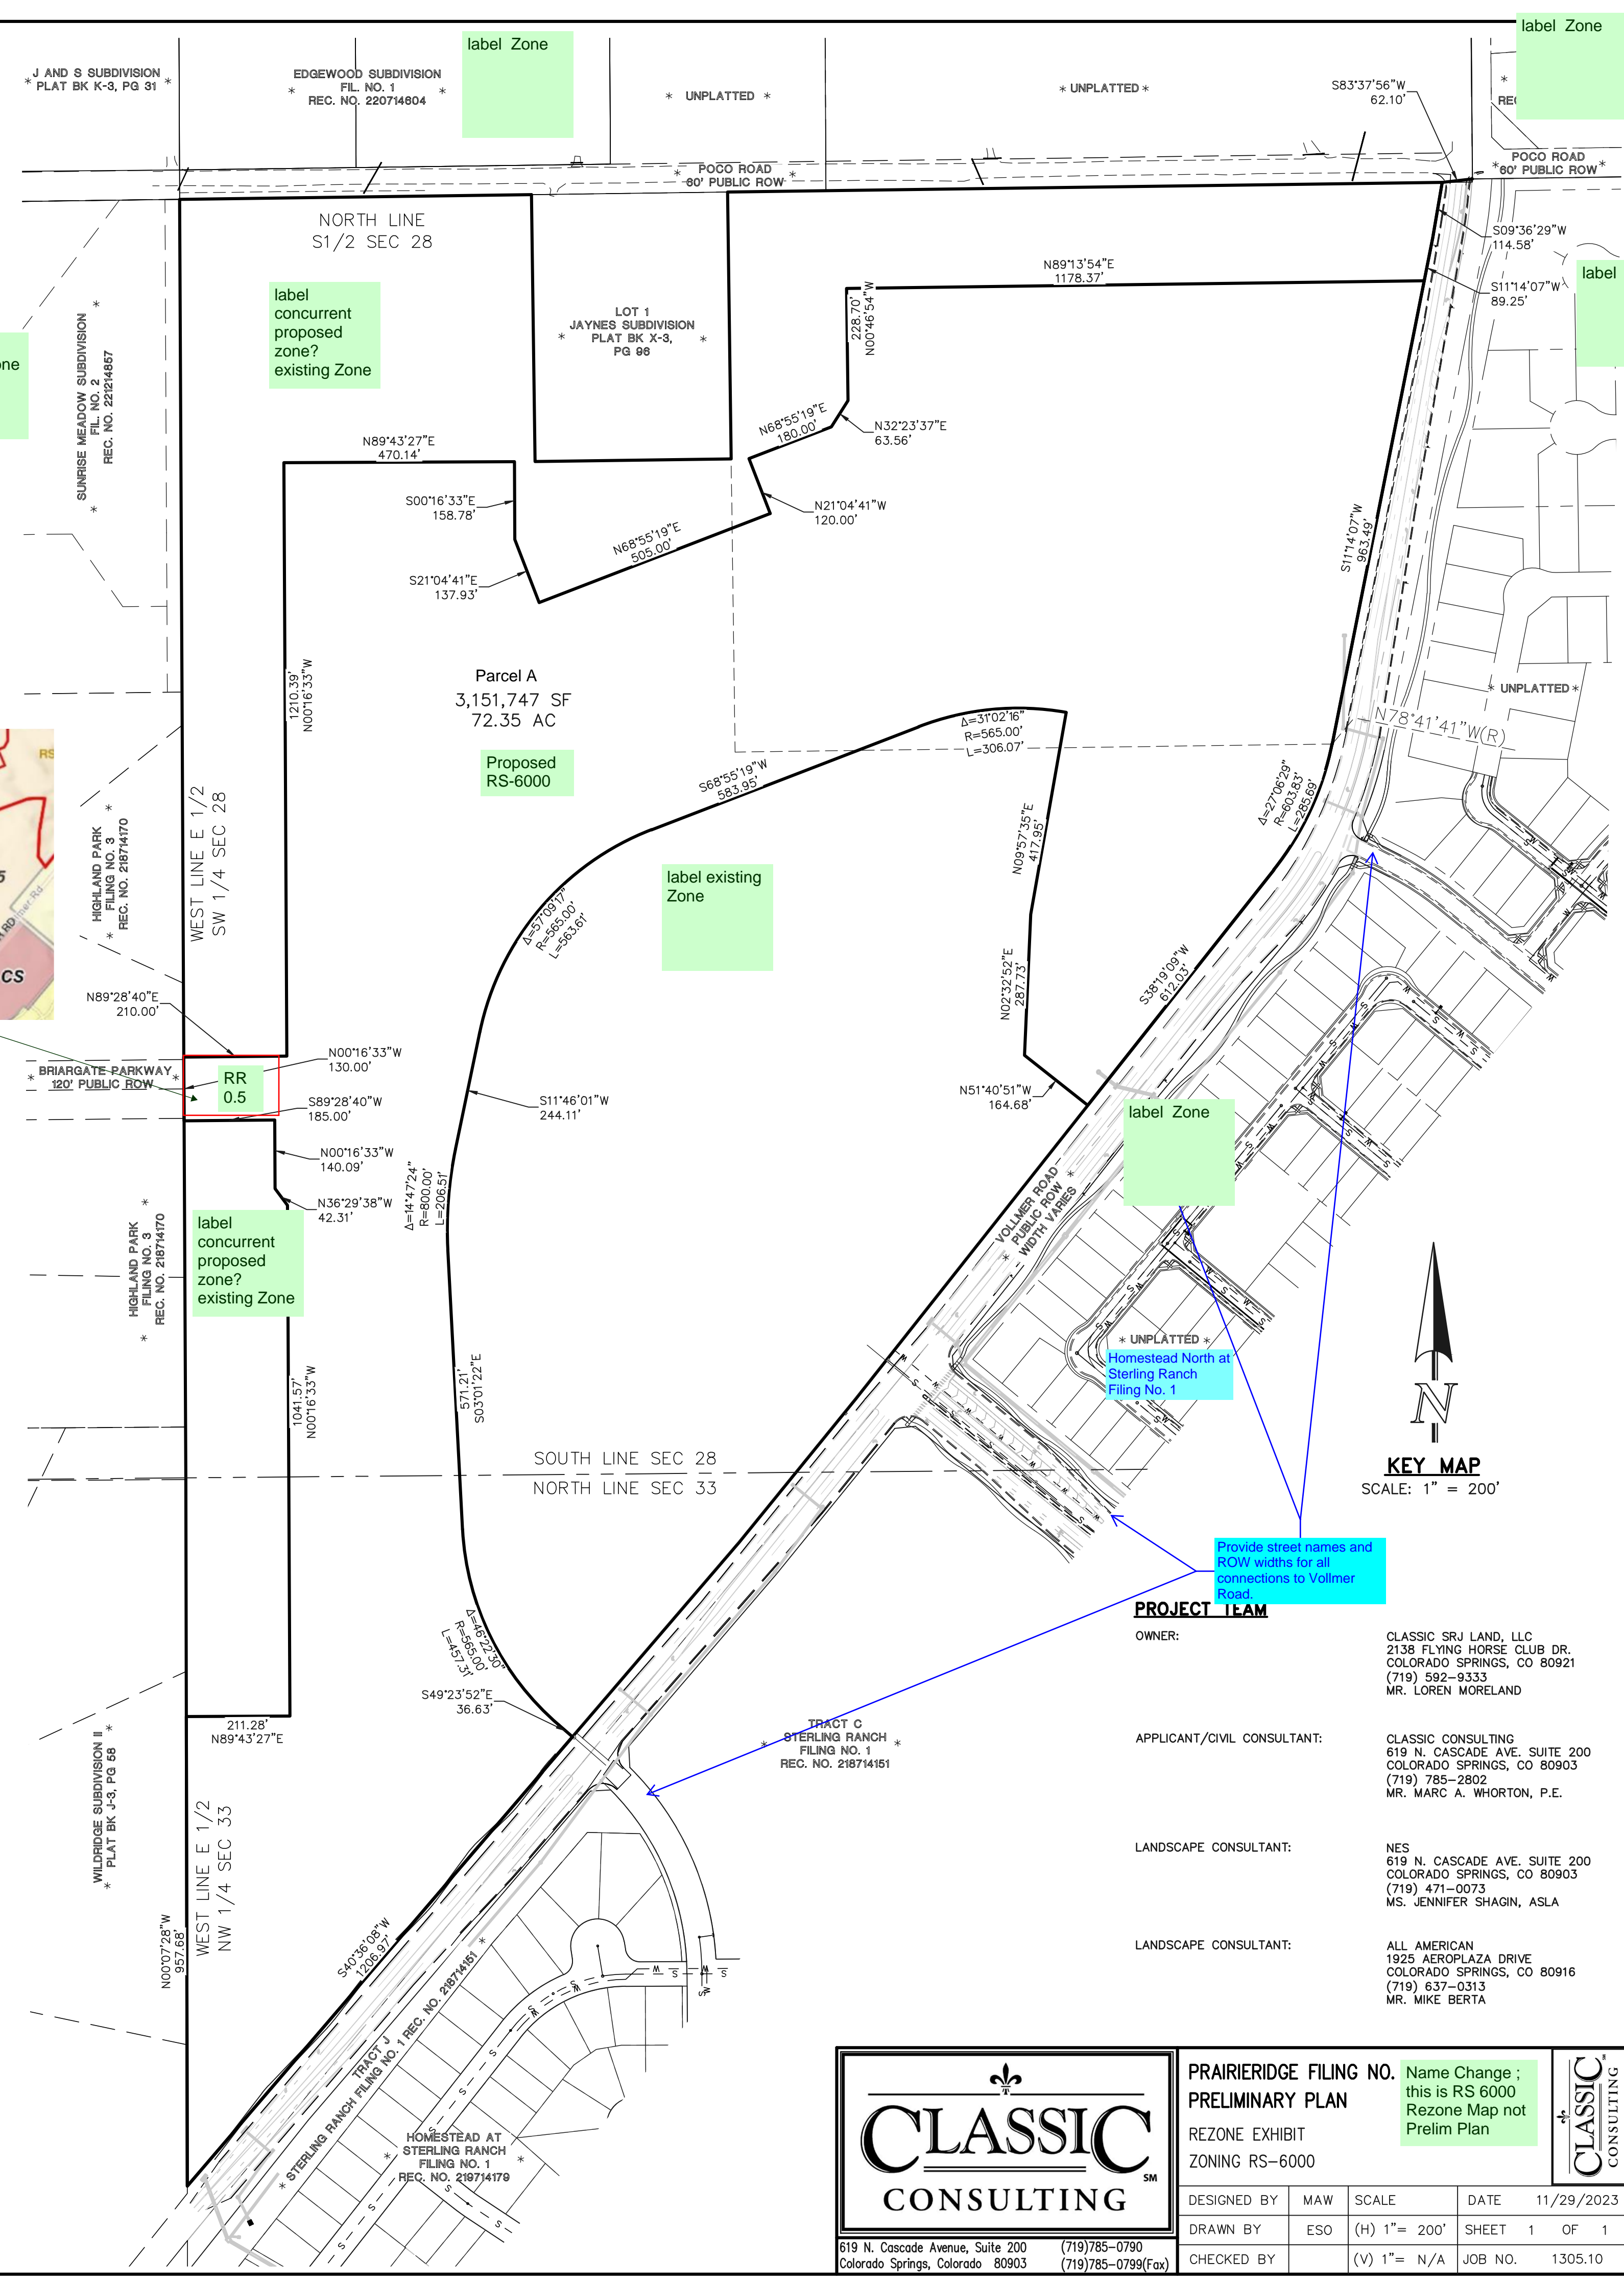 label Zone
label Zone
* J AND S SUBDIVISION *
PLAT BK K-3, PG 31
EDGEWOOD SUBDIVISION
* FIL. NO. 1 *
REC. NO. 220714604
* UNPLATTED *
* UNPLATTED *
S83°37'56"W
62.10'
*
POCO ROAD
* 60' PUBLIC ROW *
POCO ROAD
* 60' PUBLIC ROW *
NORTH LINE
S1/2 SEC 28
S09°36'29"W
114.58'
S11°14'07"W
89.25'
label
N89°13'54"E
1178.37'
228.70'
N00°46'54"W
label
concurrent
proposed
zone?
existing Zone
LOT 1
JAYNES SUBDIVISION
* PLAT BK X-3, *
PG 96
* SUNRISE MEADOW SUBDIVISION *
FIL. NO. 2
REC. NO. 221214857
N68°55'19"E
180.00'
N32°23'37"E
63.56'
N89°43'27"E
470.14'
S00°16'33"E
158.78'
N21°04'41"W
120.00'
N68°55'19"E
505.00'
S21°04'41"E
137.93'
S11°14'07"W
963.49'
1210.39'
N00°16'33"W
Parcel A
3,151,747 SF
72.35 AC
Proposed
RS-6000
* UNPLATTED *
N78°41'41"W(R)
Δ=31°02'16"
R=565.00'
L=306.07'
S68°55'19"W
583.95'
Δ=27°06'29"
R=603.83'
L=285.69'
N09°57'35"E
417.95'
WEST LINE E 1/2
SW 1/4 SEC 28
* HIGHLAND PARK *
FILING NO. 3
REC. NO. 218714170
label existing
Zone
Δ=57°09'17"
R=565.00'
L=563.61'
CS
N89°28'40"E
210.00'
N02°32'52"E
287.73'
S38°19'09"W
612.03'
* BRIARGATE PARKWAY *
120' PUBLIC ROW
RR
0.5
N00°16'33"W
130.00'
S89°28'40"W
185.00'
S11°46'01"W
244.11'
N51°40'51"W
164.68'
label Zone
N00°16'33"W
140.09'
N36°29'38"W
42.31'
Δ=14°47'24"
R=800.00'
L=206.51'
* VOLLMER ROAD *
PUBLIC ROW
WIDTH VARIES
* HIGHLAND PARK *
FILING NO. 3
REC. NO. 218714170
label
concurrent
proposed
zone?
existing Zone
* UNPLATTED *
Homestead North at
Sterling Ranch
Filing No. 1
1041.57'
N00°16'33"W
571.21'
S03°01'22"E
N
KEY MAP
SCALE: 1" = 200'
SOUTH LINE SEC 28
NORTH LINE SEC 33
Provide street names and
ROW widths for all
connections to Vollmer
Road.
Δ=46°22'30"
R=565.00'
L=457.31'
S49°23'52"E
36.63'
211.28'
N89°43'27"E
* WILDRIDGE SUBDIVISION II *
PLAT BK J-3, PG 58
WEST LINE E 1/2
NW 1/4 SEC 33
N00°07'28"W
957.68'
TRACT C
* STERLING RANCH *
FILING NO. 1
REC. NO. 218714151
S40°36'08"W
1206.97'
TRACT J
* STERLING RANCH FILING NO. 1 REC. NO. 218714151 *
HOMESTEAD AT
* STERLING RANCH *
FILING NO. 1
REC. NO. 219714179
PROJECT TEAM
OWNER:
CLASSIC SRJ LAND, LLC
2138 FLYING HORSE CLUB DR.
COLORADO SPRINGS, CO 80921
(719) 592-9333
MR. LOREN MORELAND
APPLICANT/CIVIL CONSULTANT:
CLASSIC CONSULTING
619 N. CASCADE AVE. SUITE 200
COLORADO SPRINGS, CO 80903
(719) 785-2802
MR. MARC A. WHORTON, P.E.
LANDSCAPE CONSULTANT:
NES
619 N. CASCADE AVE. SUITE 200
COLORADO SPRINGS, CO 80903
(719) 471-0073
MS. JENNIFER SHAGIN, ASLA
LANDSCAPE CONSULTANT:
ALL AMERICAN
1925 AEROPLAZA DRIVE
COLORADO SPRINGS, CO 80916
(719) 637-0313
MR. MIKE BERTA
CLASSIC
CONSULTING
SM
619 N. Cascade Avenue, Suite 200 (719)785-0790
Colorado Springs, Colorado 80903 (719)785-0799(Fax)
PRAIRIERIDGE FILING NO.
PRELIMINARY PLAN
REZONE EXHIBIT
ZONING RS-6000
Name Change ;
this is RS 6000
Rezone Map not
Prelim Plan
CLASSIC
CONSULTING
DESIGNED BY MAW SCALE DATE 11/29/2023
DRAWN BY ESO (H) 1"= 200' SHEET 1 OF 1
CHECKED BY (V) 1"= N/A JOB NO. 1305.10